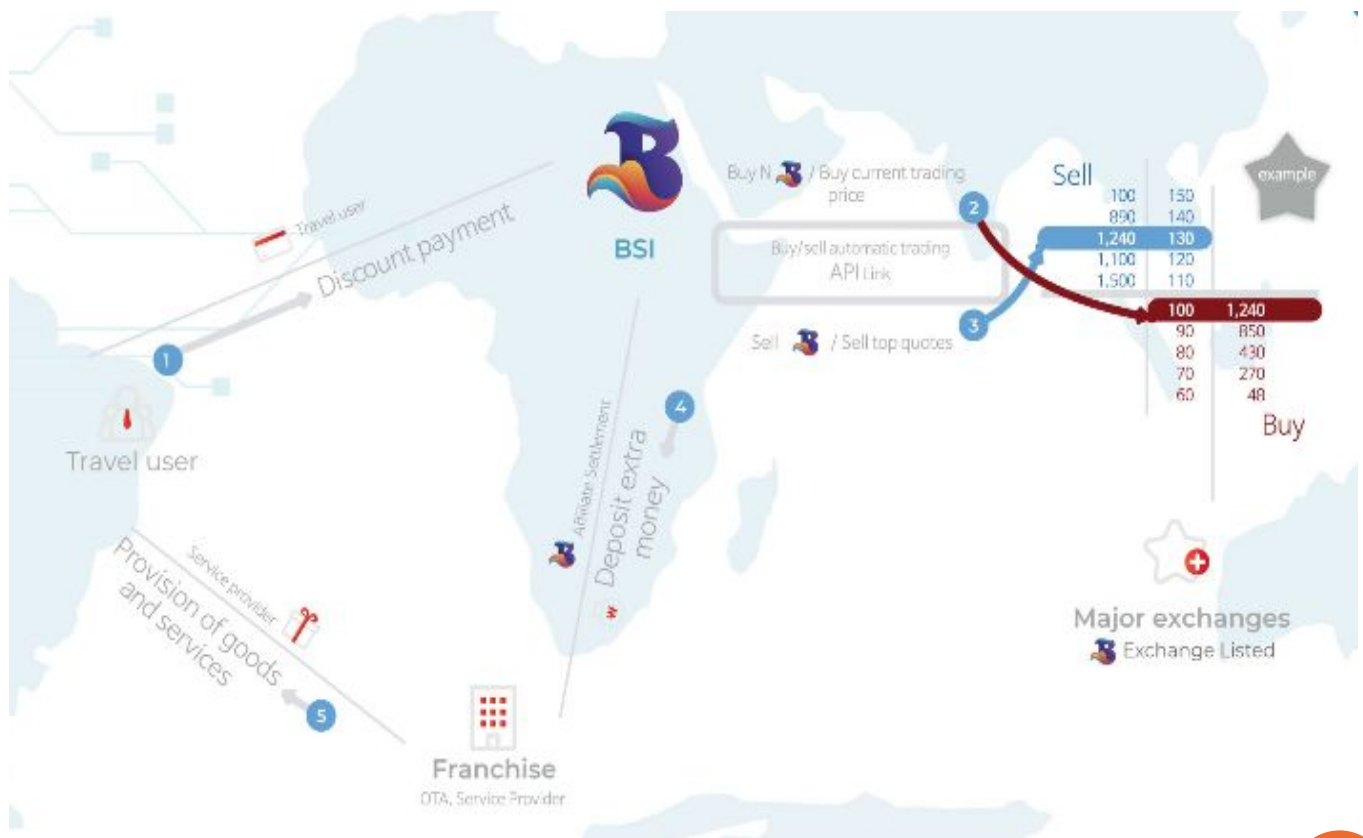 BSI
Buy N / Buy current trading
price
2
Buy/sell automatic trading
API Link
Sell / Sell top quotes
3
Sell
100 150
890 140
1,240 130
1,100 120
1,500 110
100 1,240
90 850
80 430
70 270
60 48
Buy
example
Travel user
Discount payment
1
Travel user
4
Affiliate Settlement
Deposit extra
money
₩
Service provider
Provision of goods
and services
5
Franchise
OTA, Service Provider
Major exchanges
Exchange Listed